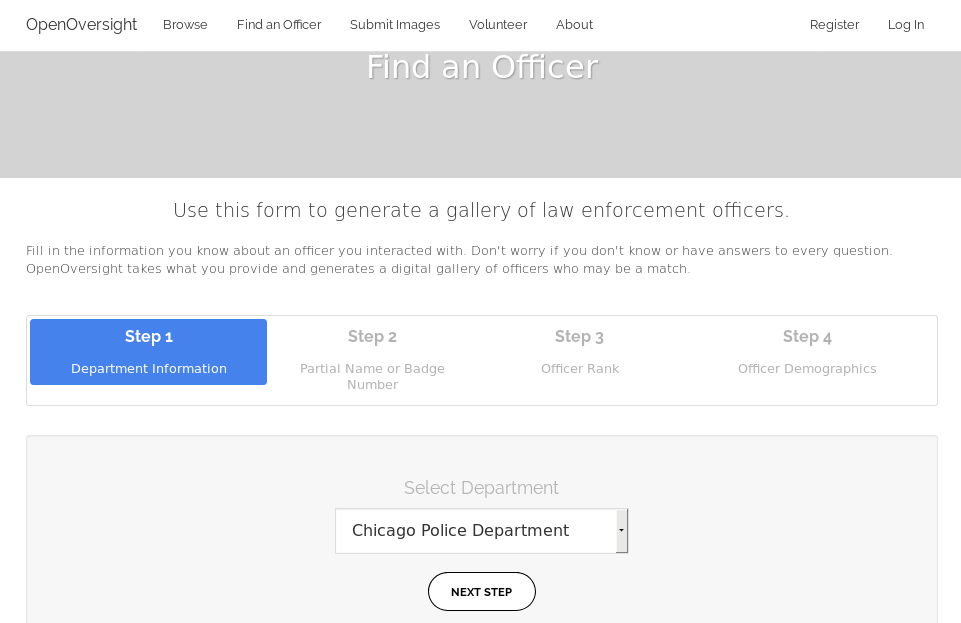 OpenOversight Browse Find an Officer Submit Images Volunteer About Register Log In
Find an Officer
Use this form to generate a gallery of law enforcement officers.
Fill in the information you know about an officer you interacted with. Don't worry if you don't know or have answers to every question.
OpenOversight takes what you provide and generates a digital gallery of officers who may be a match.
Step 1
Department Information
Step 2
Partial Name or Badge
Number
Step 3
Officer Rank
Step 4
Officer Demographics
Select Department
Chicago Police Department
NEXT STEP